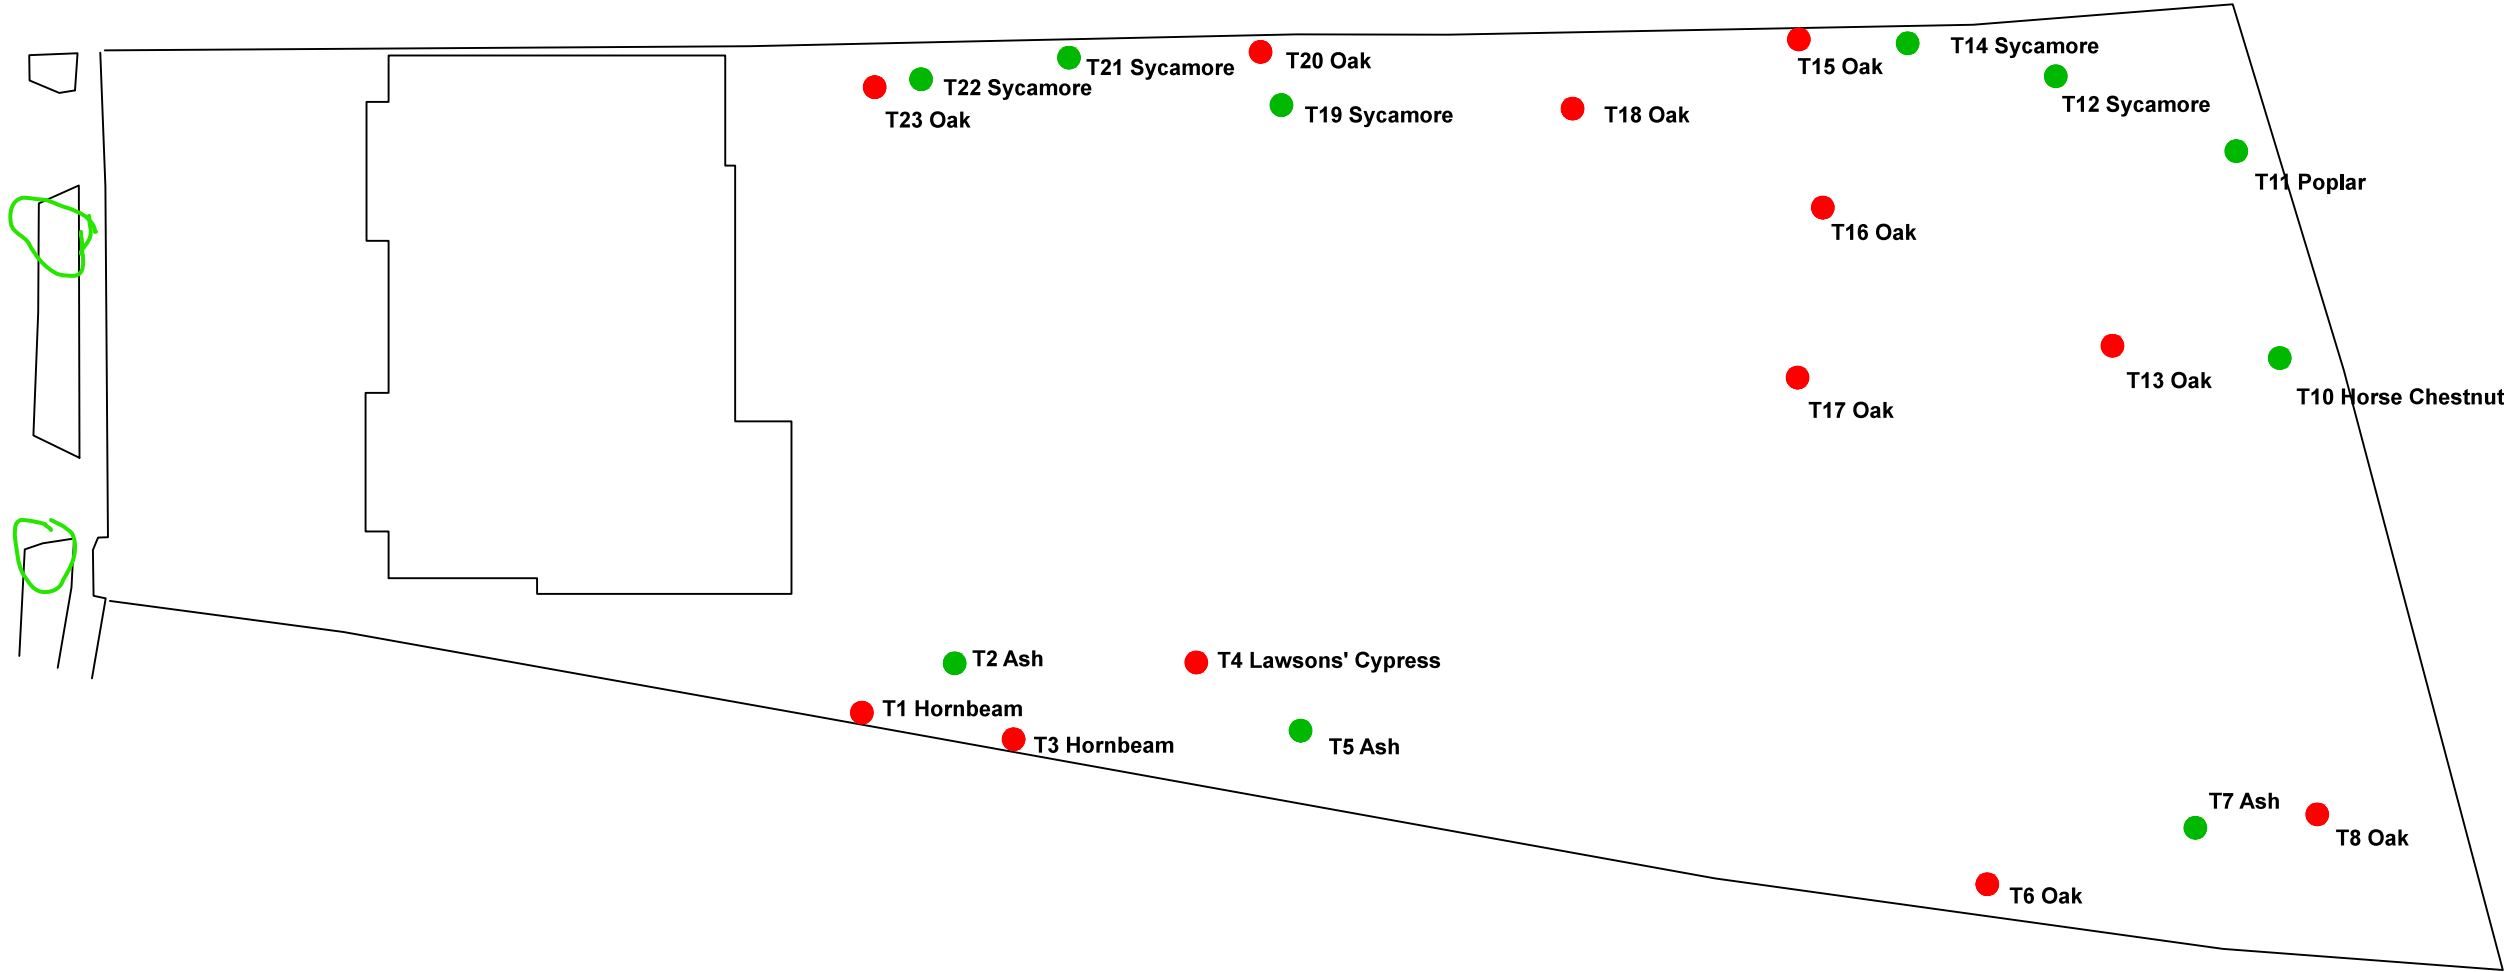 T14 Sycamore
T20 Oak
T21 Sycamore
T15 Oak
T22 Sycamore
T12 Sycamore
T19 Sycamore
T18 Oak
T23 Oak
T11 Poplar
T16 Oak
T13 Oak
T10 Horse Chestnut
T17 Oak
T2 Ash
T4 Lawsons' Cypress
T1 Hornbeam
T3 Hornbeam
T5 Ash
T7 Ash
T8 Oak
T6 Oak